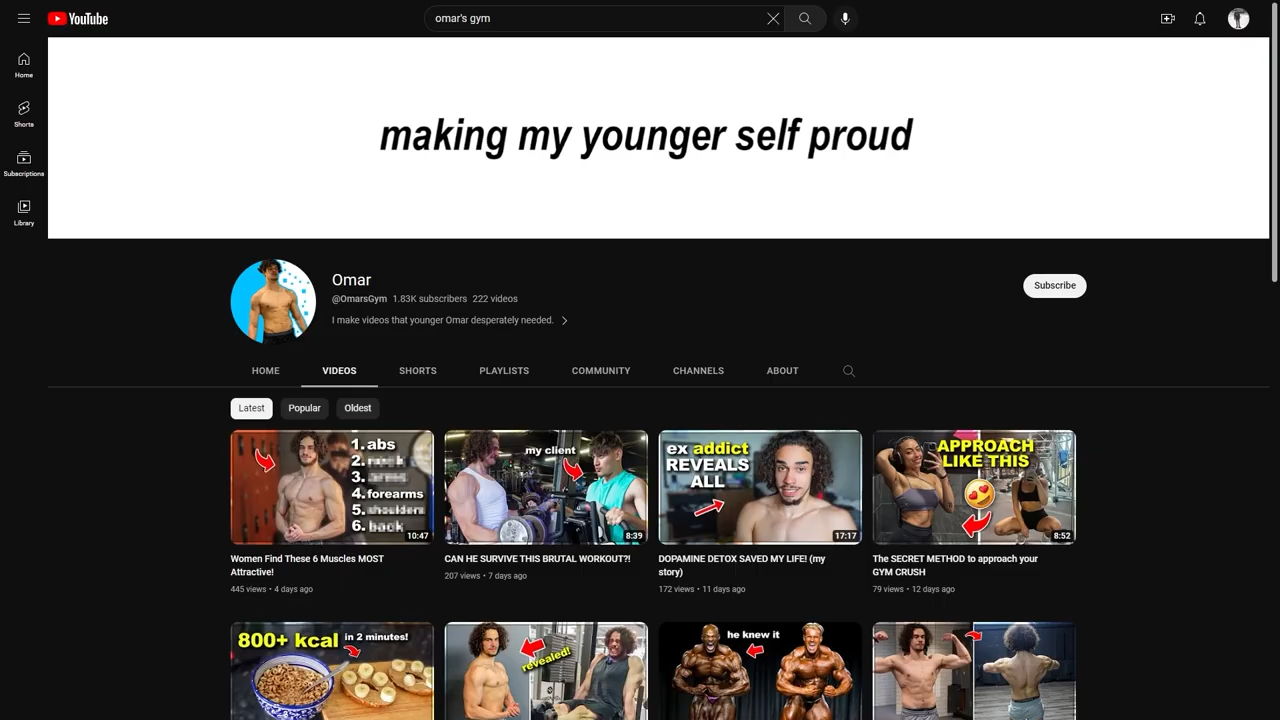 YouTube
omar's gym
Home
Shorts
Subscriptions
Library
making my younger self proud
Omar
@OmarsGym 1.83K subscribers 222 videos
I make videos that younger Omar desperately needed.
Subscribe
HOME VIDEOS SHORTS PLAYLISTS COMMUNITY CHANNELS ABOUT
Latest Popular Oldest
1. abs
2.
3.
4. forearms
5. shoulders
6. back
10:47
Women Find These 6 Muscles MOST
Attractive!
445 views • 4 days ago
my client
8:39
CAN HE SURVIVE THIS BRUTAL WORKOUT?!
207 views • 7 days ago
ex addict
REVEALS
ALL
17:17
DOPAMINE DETOX SAVED MY LIFE! (my
story)
172 views • 11 days ago
APPROACH
LIKE THIS
8:52
The SECRET METHOD to approach your
GYM CRUSH
79 views • 12 days ago
800+ kcal in 2 minutes!
revealed!
he knew it